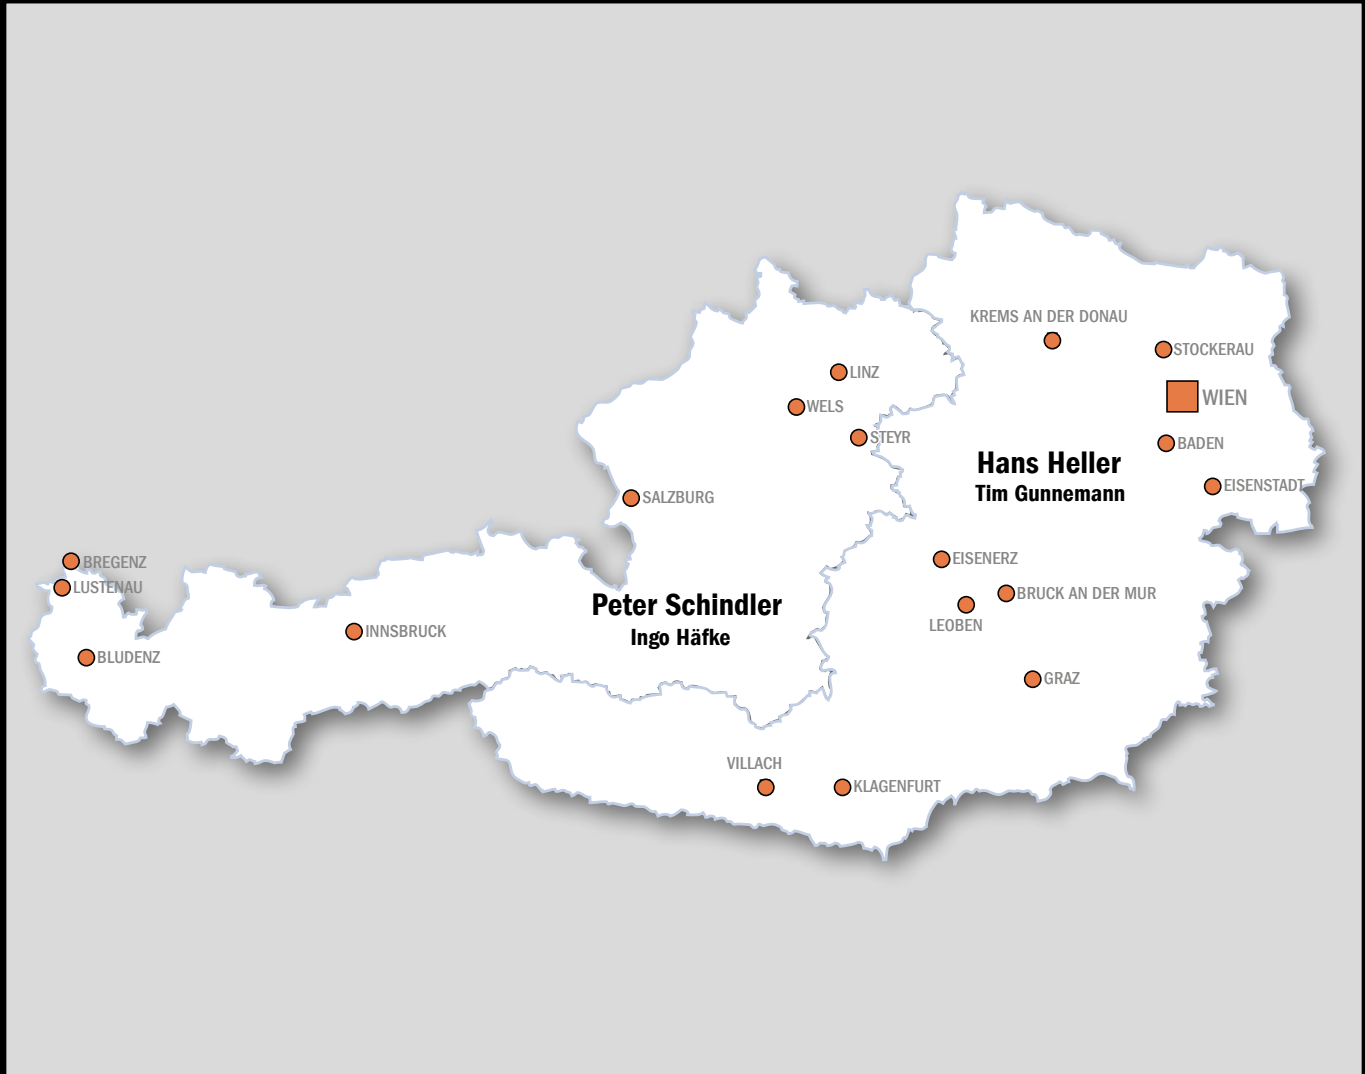 KREMS AN DER DONAU
STOCKERAU
LINZ
WIEN
WELS
STEYR
BADEN
Hans Heller
Tim Gunnemann
EISENSTADT
SALZBURG
BREGENZ
EISENERZ
LUSTENAU
BRUCK AN DER MUR
Peter Schindler
Ingo Häfke
LEOBEN
INNSBRUCK
BLUDENZ
GRAZ
VILLACH
KLAGENFURT